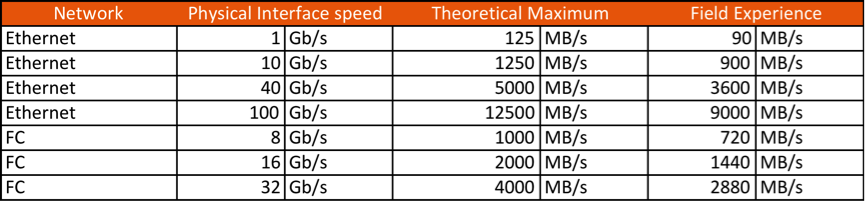 Network Physical Interface speed Theoretical Maximum Field Experience
Ethernet 1 Gb/s 125 MB/s 90 MB/s
Ethernet 10 Gb/s 1250 MB/s 900 MB/s
Ethernet 40 Gb/s 5000 MB/s 3600 MB/s
Ethernet 100 Gb/s 12500 MB/s 9000 MB/s
FC 8 Gb/s 1000 MB/s 720 MB/s
FC 16 Gb/s 2000 MB/s 1440 MB/s
FC 32 Gb/s 4000 MB/s 2880 MB/s